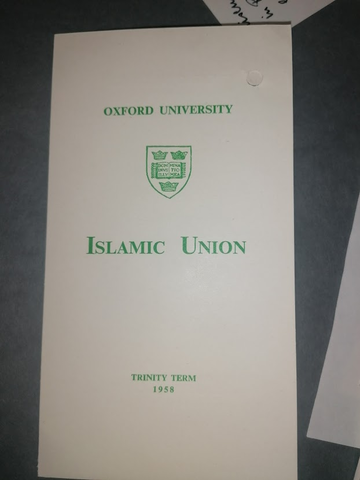 OXFORD UNIVERSITY
ISLAMIC UNION
TRINITY TERM
1958